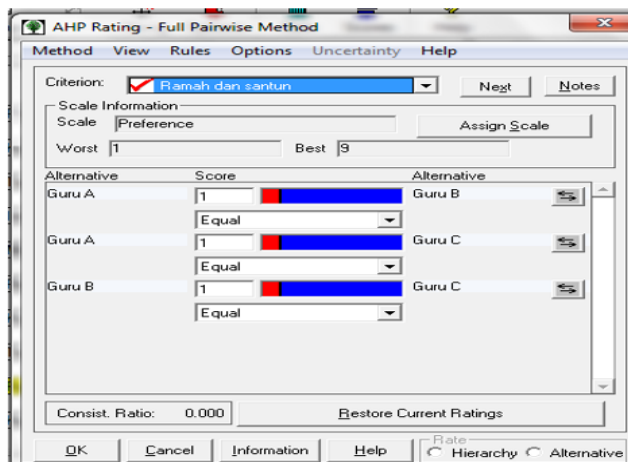 AHP Rating - Full Pairwise Method
Method View Rules Options Uncertainty Help
Criterion: Ramah dan santun Next Notes
Scale Information
Scale Preference Assign Scale
Worst 1 Best 9
Alternative Score Alternative
Guru A 1 Guru B
Equal
Guru A 1 Guru C
Equal
Guru B 1 Guru C
Equal
Consist. Ratio: 0.000 Restore Current Ratings
Rate
OK Cancel Information Help Hierarchy Alternative